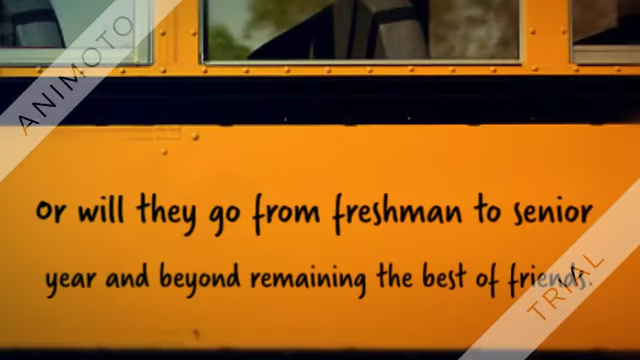 ANIMOTO
or will they go from freshman to senior
year and beyond remaining the best of friends.
TRIAL